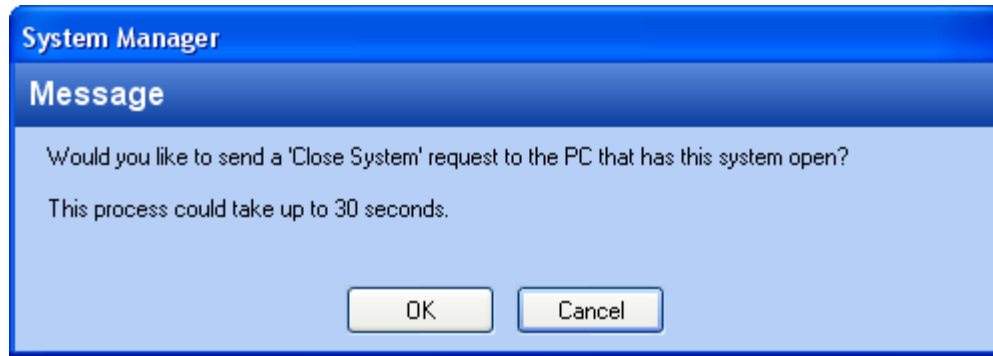 System Manager
Message
Would you like to send a 'Close System' request to the PC that has this system open?
This process could take up to 30 seconds.
OK Cancel